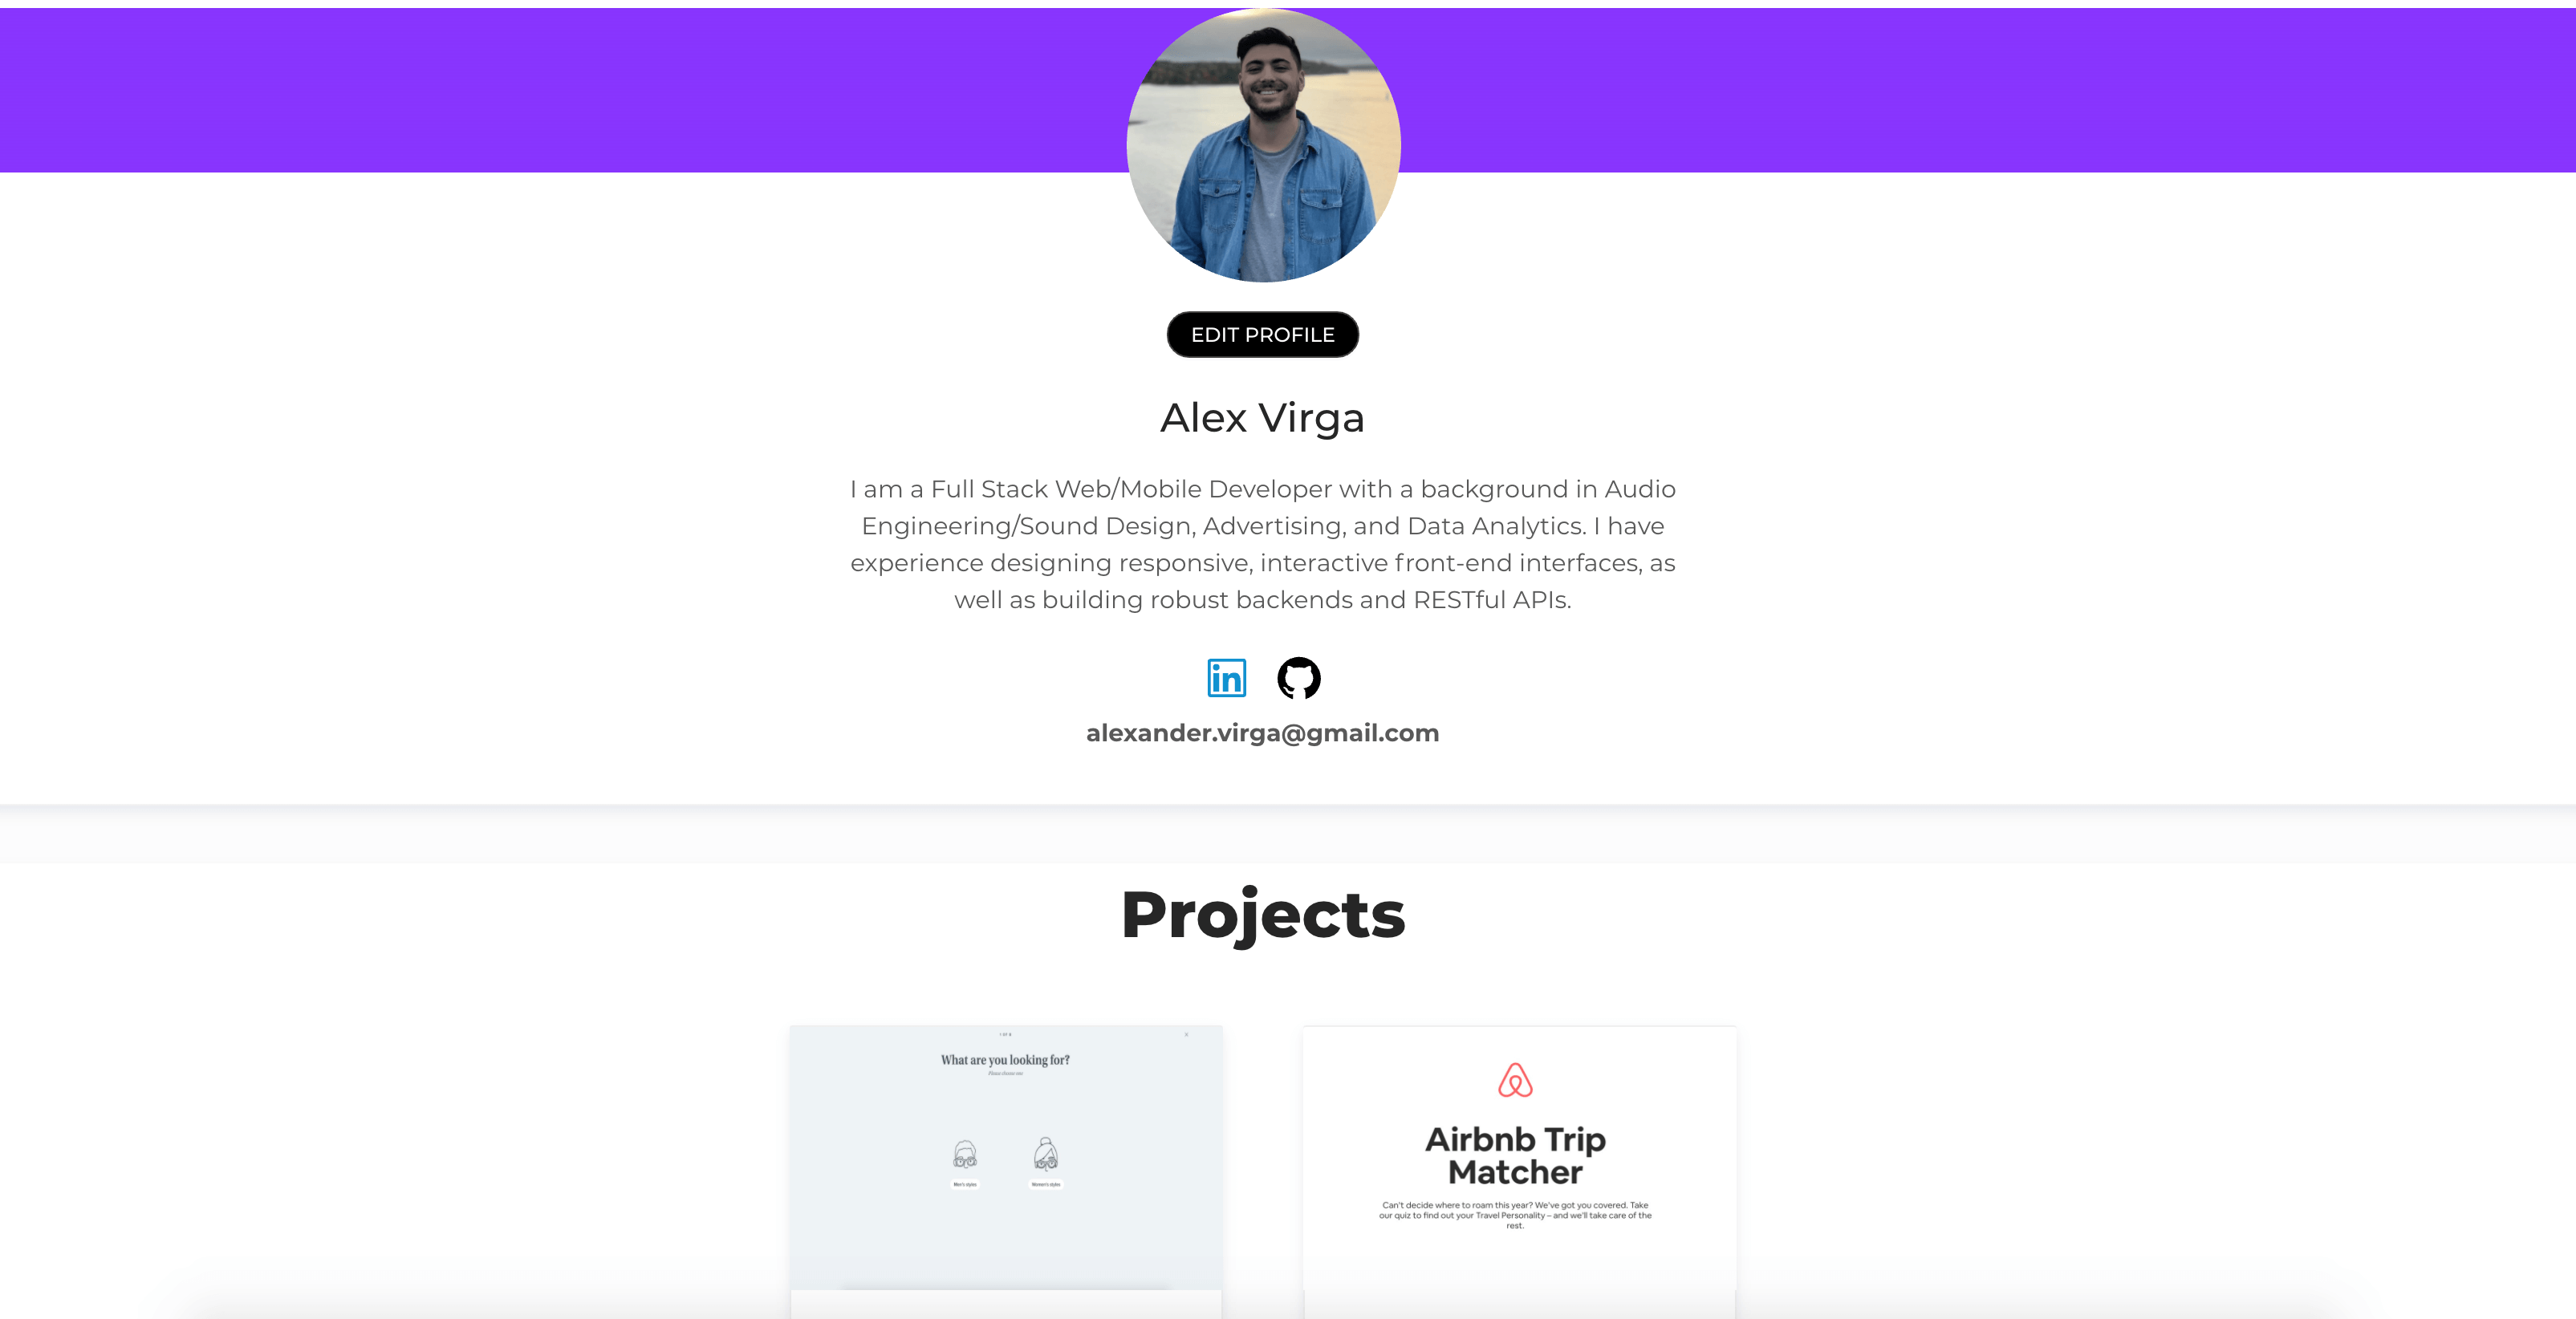 EDIT PROFILE
Alex Virga
I am a Full Stack Web/Mobile Developer with a background in Audio
Engineering/Sound Design, Advertising, and Data Analytics. I have
experience designing responsive, interactive front-end interfaces, as
well as building robust backends and RESTful APIs.
in
alexander.virga@gmail.com
Projects
What are you looking for?
Please choose one
Men's styles
Women's styles
Airbnb Trip
Matcher
Can't decide where to roam this year? We've got you covered. Take
our quiz to find out your Travel Personality – and we'll take care of the
rest.